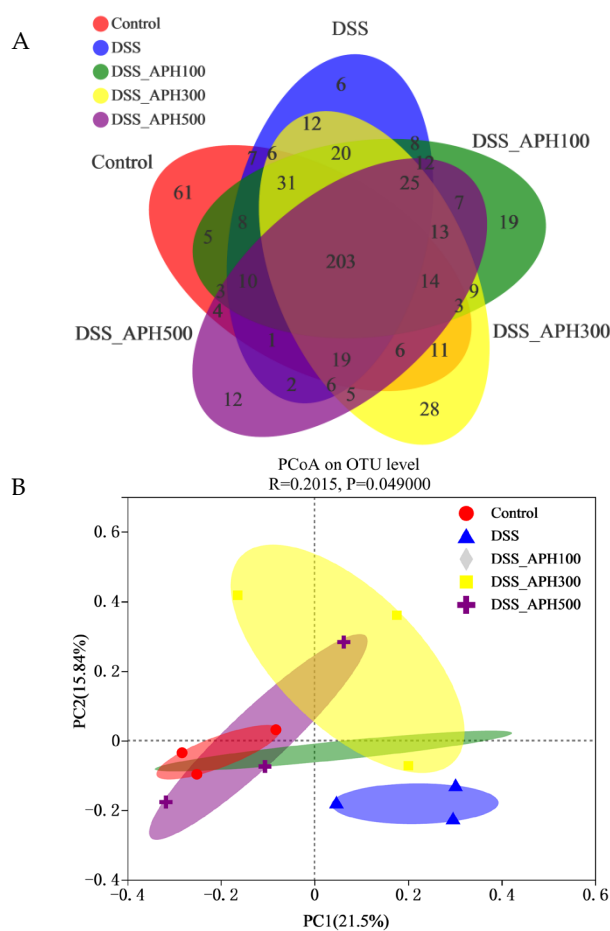 A
Control
DSS
DSS_APH100
DSS_APH300
DSS_APH500
DSS
DSS_APH100
Control
DSS_APH500
DSS_APH300
6
12
8
7
6
20
12
61
31
25
7
19
5
8
13
203
10
14
9
3
3
4
1
19
6
11
12
2
6
5
28
B
PCoA on OTU level
R=0.2015, P=0.049000
Control
DSS
DSS_APH100
DSS_APH300
DSS_APH500
PC2(15.84%)
0.6
0.4
0.2
0
−0.2
−0.4
−0.4
−0.2
0
0.2
0.4
0.6
PC1(21.5%)